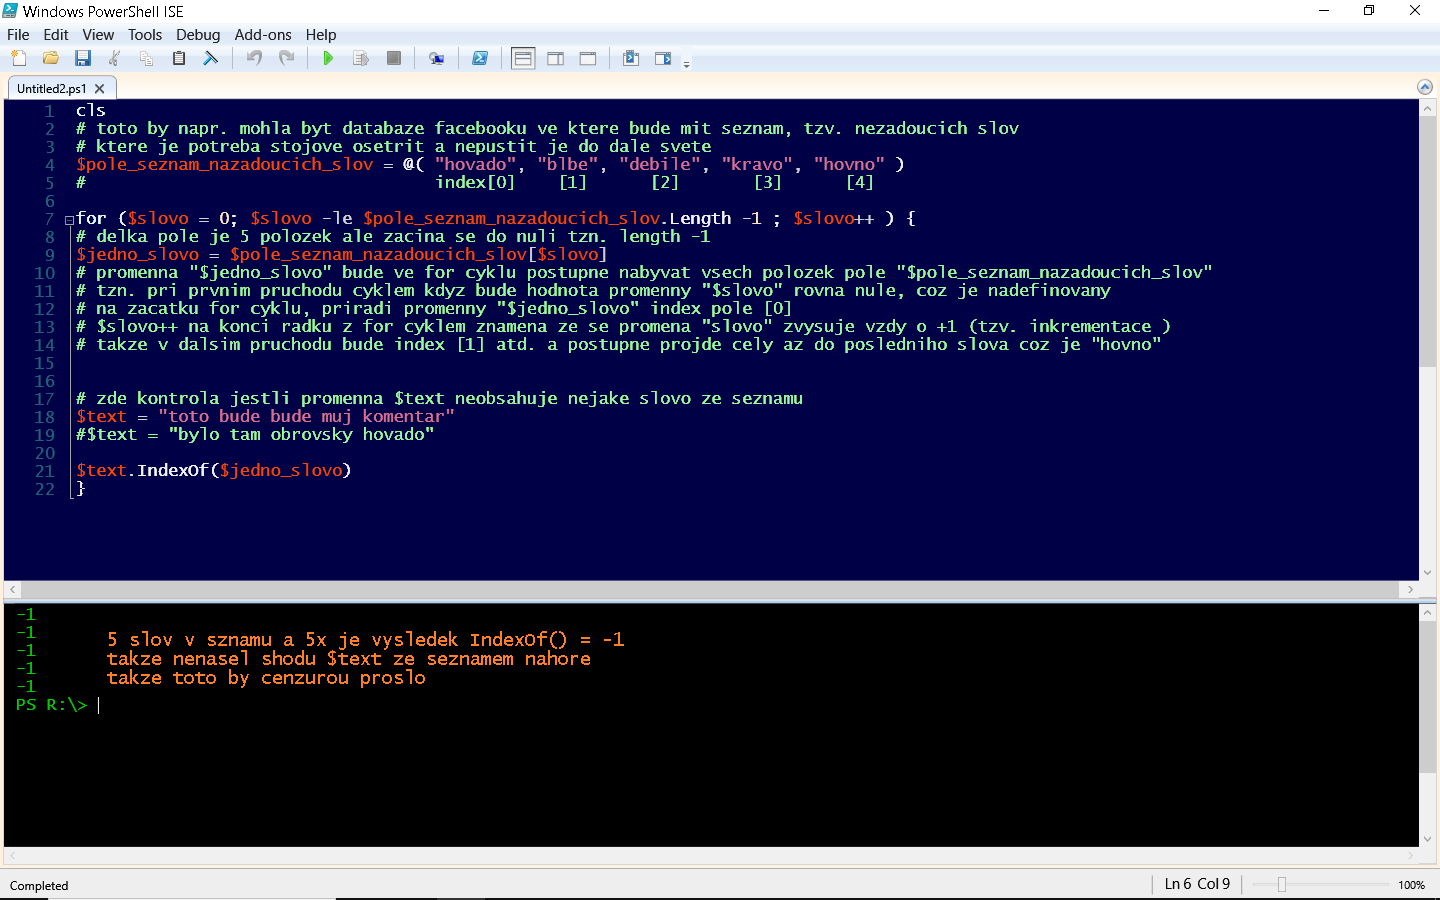 Windows PowerShell ISE
File Edit View Tools Debug Add-ons Help
Untitled2.ps1
1 cls
2 # toto by napr. mohla byt databaze facebooku ve ktere bude mit seznam, tzv. nezadoucich slov
3 # ktere je potreba stojove osetrit a nepustit je do dale svete
4 $pole_seznam_nazadoucich_slov = @( "hovado", "blbe", "debile", "kravo", "hovno" )
5 # index[0] [1] [2] [3] [4]
6
7 for ($slovo = 0; $slovo -le $pole_seznam_nazadoucich_slov.Length -1 ; $slovo++ ) {
8 # delka pole je 5 polozek ale zacina se do nuli tzn. length -1
9 $jedno_slovo = $pole_seznam_nazadoucich_slov[$slovo]
10 # promenna "$jedno_slovo" bude ve for cyklu postupne nabyvat vsech polozek pole "$pole_seznam_nazadoucich_slov"
11 # tzn. pri prvnim pruchodu cyklem kdyz bude hodnota promenny "$slovo" rovna nule, coz je nadefinovany
12 # na zacatku for cyklu, priradi promenny "$jedno_slovo" index pole [0]
13 # $slovo++ na konci radku z for cyklem znamena ze se promena "slovo" zvysuje vzdy o +1 (tzv. inkrementace )
14 # takze v dalsim pruchodu bude index [1] atd. a postupne projde cely az do posledniho slova coz je "hovno"
15
16
17 # zde kontrola jestli promenna $text neobsahuje nejake slovo ze seznamu
18 $text = "toto bude bude muj komentar"
19 #$text = "bylo tam obrovsky hovado"
20
21 $text.IndexOf($jedno_slovo)
22 }
-1
-1
-1
-1
-1
5 slov v sznamu a 5x je vysledek IndexOf() = -1
takze nenasel shodu $text ze seznamem nahore
takze toto by cenzurou proslo
PS R:\>
Completed
Ln 6 Col 9
100%